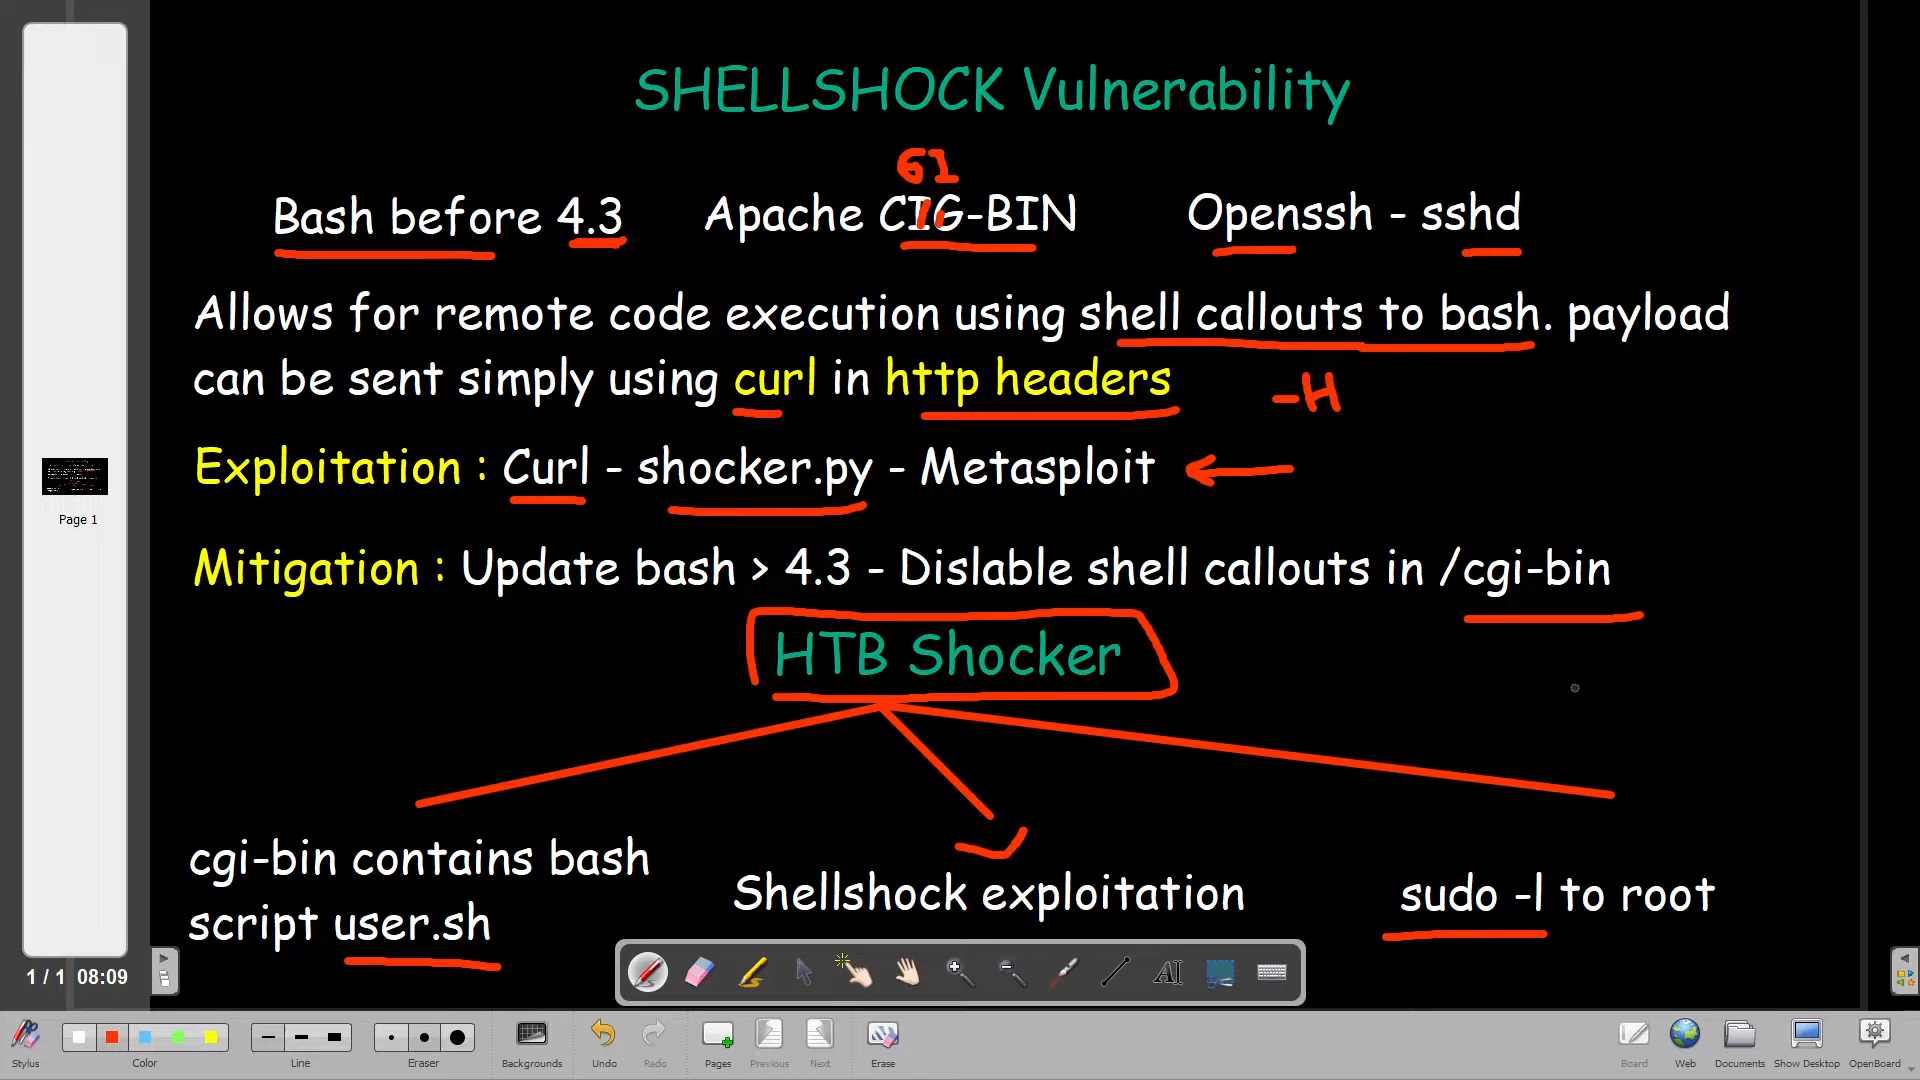 SHELLSHOCK Vulnerability
GI
Bash before 4.3 Apache CIG-BIN Openssh - sshd
Allows for remote code execution using shell callouts to bash. payload
can be sent simply using curl in http headers
-H
Exploitation : Curl - shocker.py - Metasploit
Mitigation : Update bash > 4.3 - Dislable shell callouts in /cgi-bin
HTB Shocker
cgi-bin contains bash
script user.sh
Shellshock exploitation
sudo -l to root
Page 1
1 / 1 08:09
AI
Stylus Color Line Eraser Backgrounds Undo Redo Pages Previous Next Erase Board Web Documents Show Desktop OpenBoard